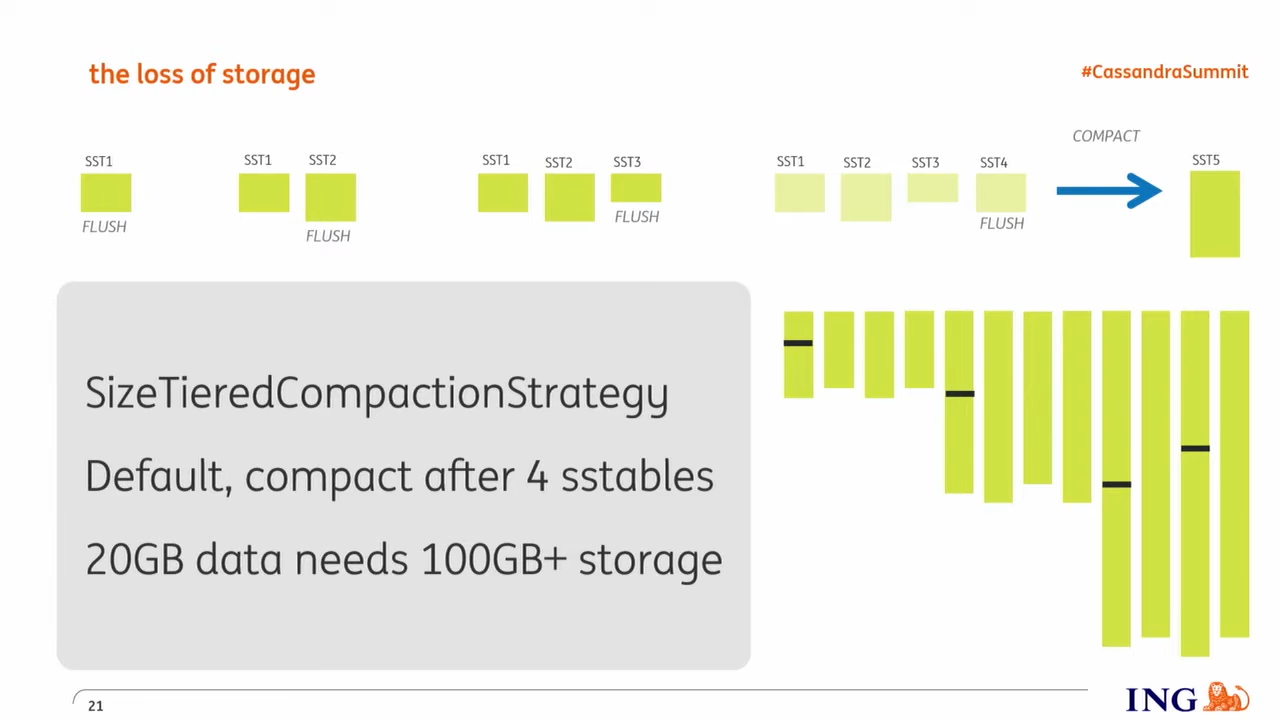 the loss of storage
#CassandraSummit
COMPACT
SST1
SST1
SST2
SST1
SST2
SST3
SST1
SST2
SST3
SST4
SST5
FLUSH
FLUSH
FLUSH
FLUSH
SizeTieredCompactionStrategy
Default, compact after 4 sstables
20GB data needs 100GB+ storage
21
ING